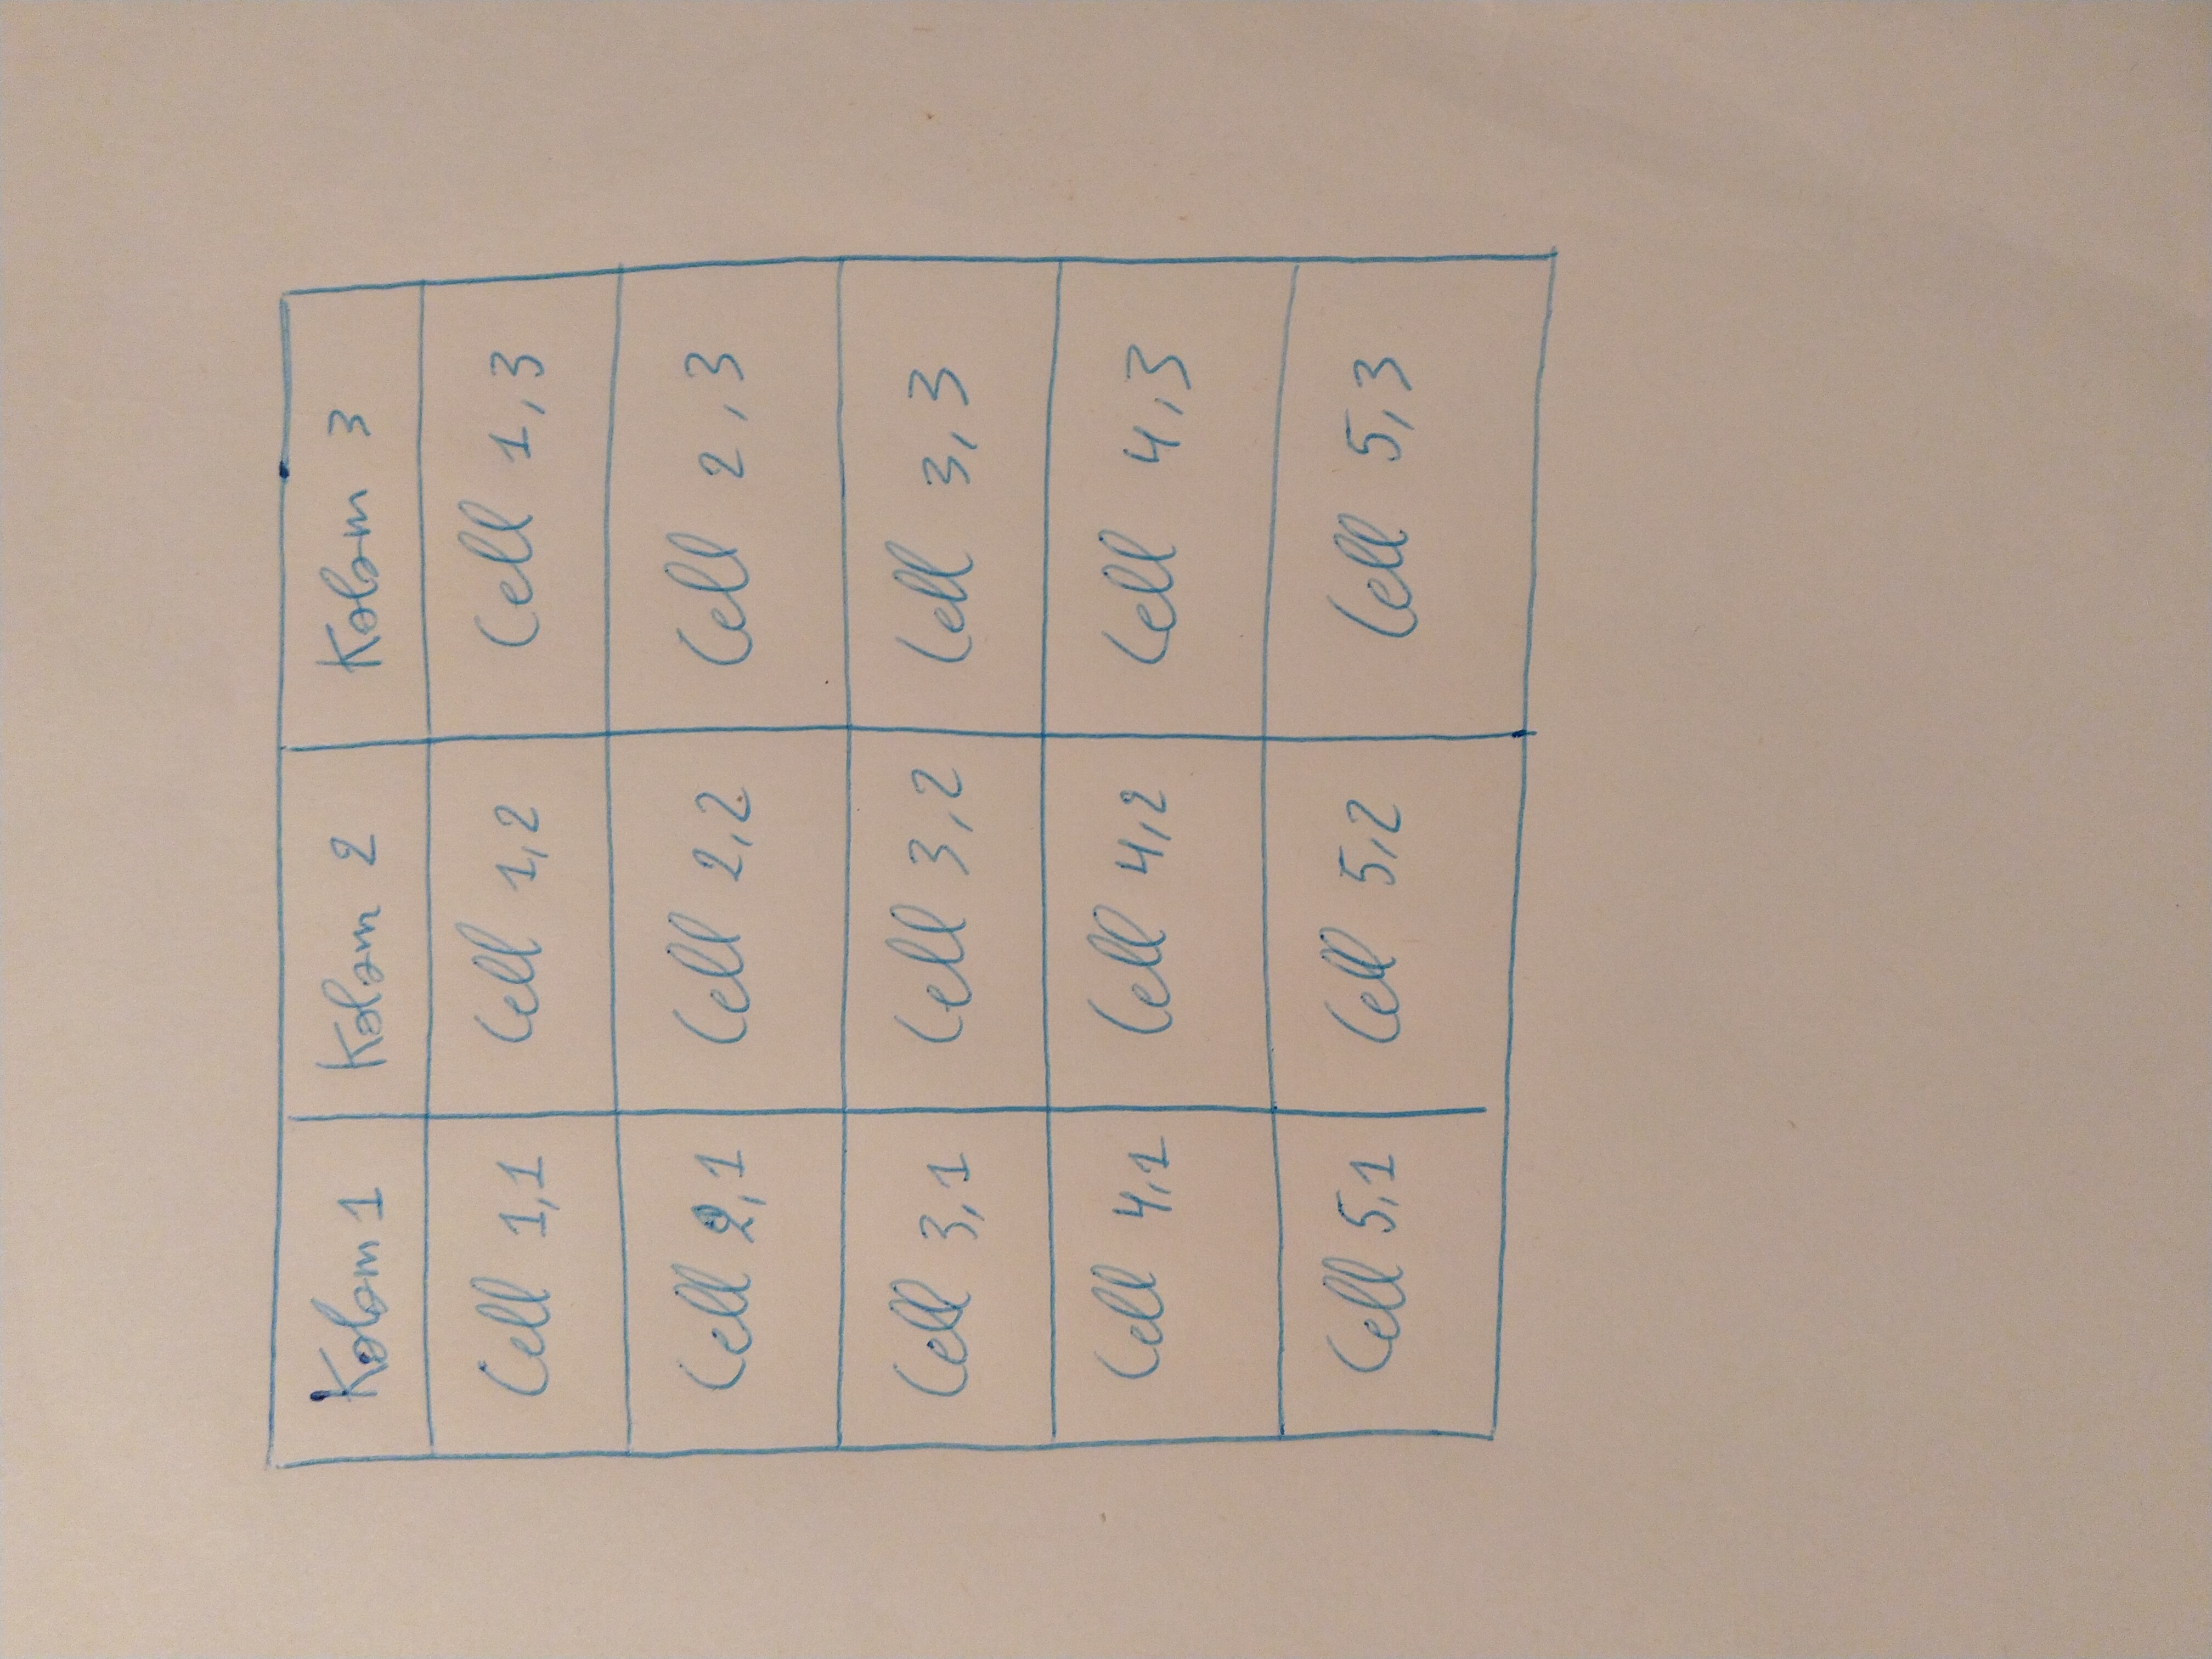 Kolom 1 Kolom 2 Kolom 3
Cell 1,1 Cell 1,2 Cell 1,3
Cell 2,1 Cell 2,2 Cell 2,3
Cell 3,1 Cell 3,2 Cell 3,3
Cell 4,1 Cell 4,2 Cell 4,3
Cell 5,1 Cell 5,2 Cell 5,3